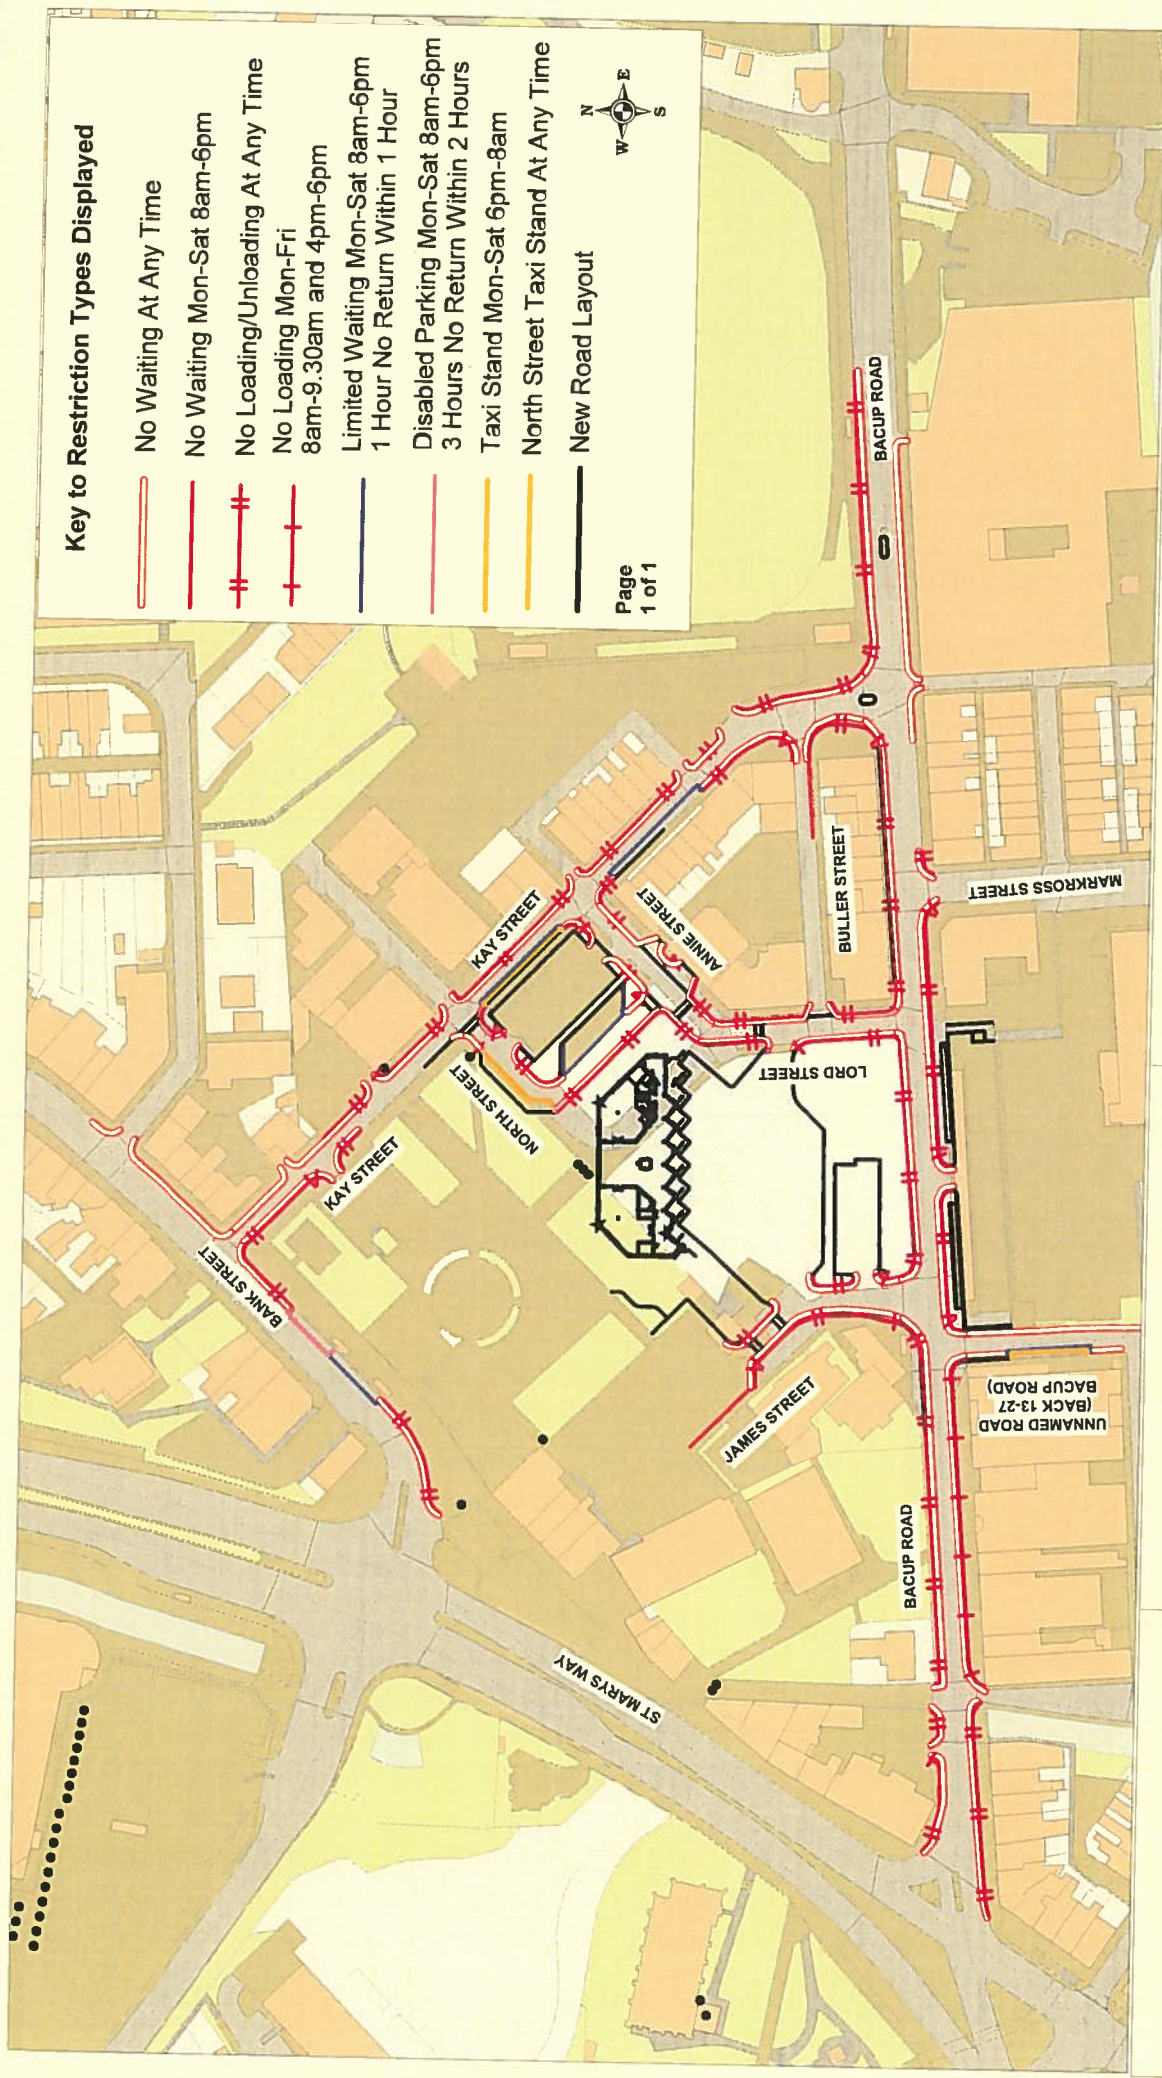 Key to Restriction Types Displayed
No Waiting At Any Time
No Waiting Mon-Sat 8am-6pm
No Loading/Unloading At Any Time
No Loading Mon-Fri
8am-9.30am and 4pm-6pm
Limited Waiting Mon-Sat 8am-6pm
1 Hour No Return Within 1 Hour
Disabled Parking Mon-Sat 8am-6pm
3 Hours No Return Within 2 Hours
Taxi Stand Mon-Sat 6pm-8am
North Street Taxi Stand At Any Time
New Road Layout
Page
1 of 1
N
W
E
S
BANK STREET
KAY STREET
KAY STREET
NORTH STREET
ANNIE STREET
BULLER STREET
LORD STREET
BACUP ROAD
MARKROSS STREET
JAMES STREET
ST MARYS WAY
BACUP ROAD
UNNAMED ROAD
(BACK 13-27
BACUP ROAD)